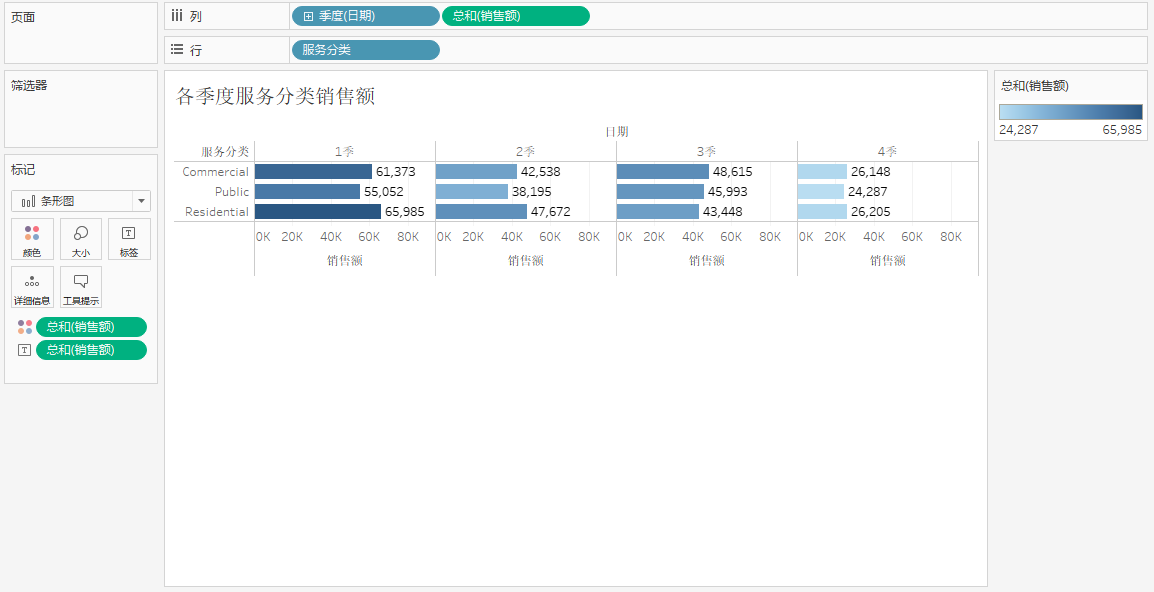 页面
列
季度(日期)
总和(销售额)
行
服务分类
筛选器
标记
条形图
颜色
大小
标签
详细信息
工具提示
总和(销售额)
总和(销售额)
各季度服务分类销售额
日期
服务分类 1季 2季 3季 4季
Commercial 61,373 42,538 48,615 26,148
Public 55,052 38,195 45,993 24,287
Residential 65,985 47,672 43,448 26,205
0K 20K 40K 60K 80K 0K 20K 40K 60K 80K 0K 20K 40K 60K 80K 0K 20K 40K 60K 80K
销售额 销售额 销售额 销售额
总和(销售额)
24,287 65,985